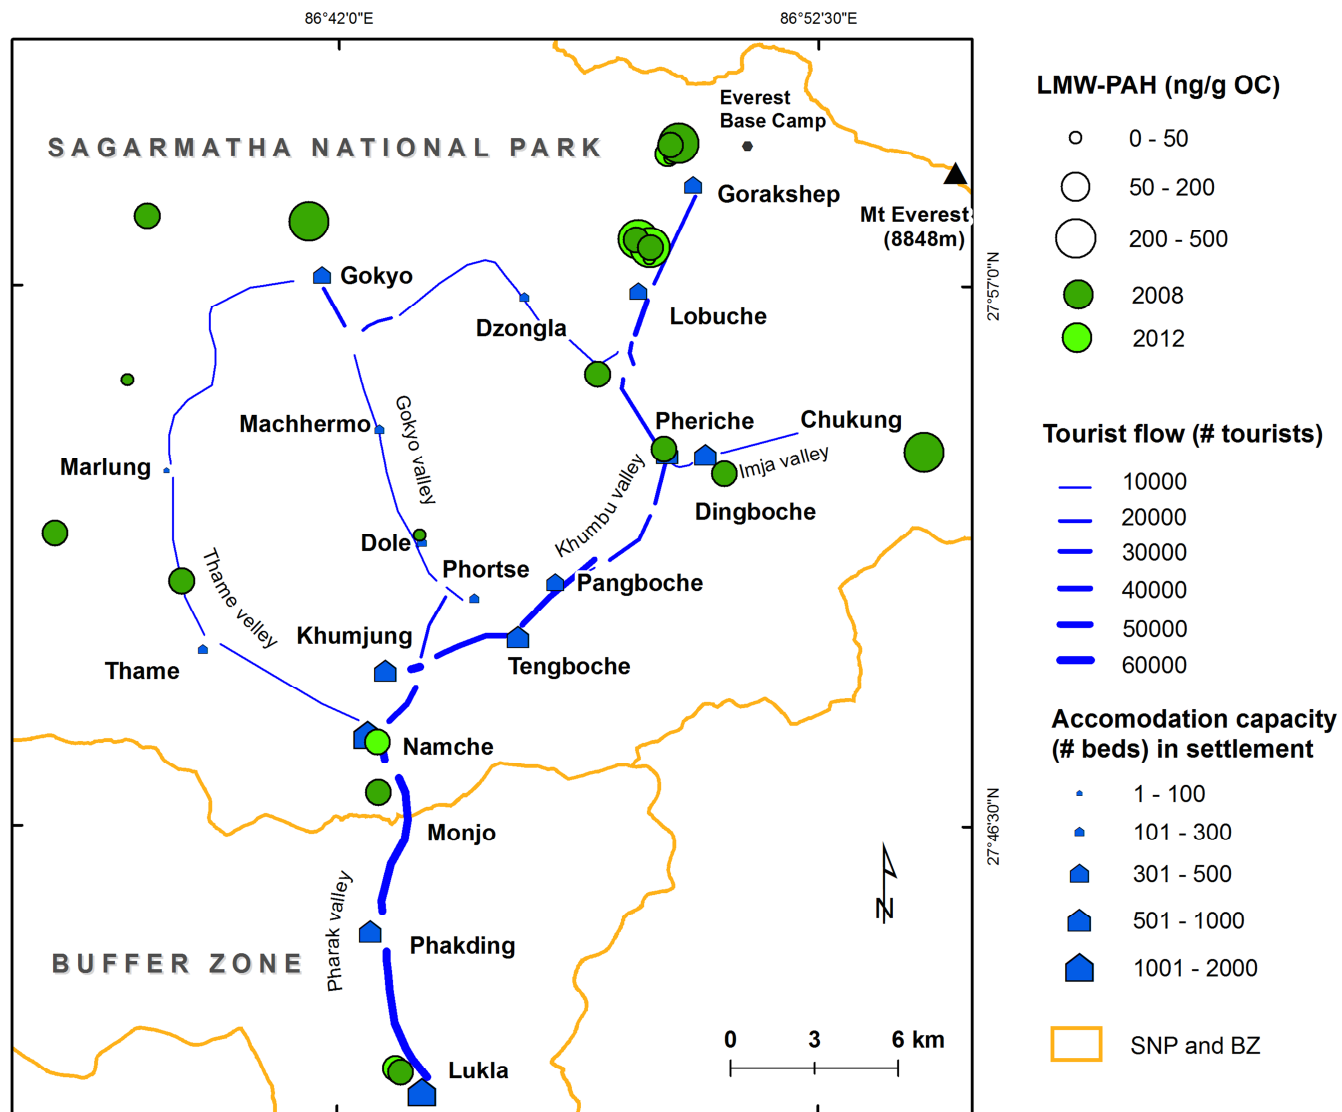 86°42'0"E
86°52'30"E
Everest
Base Camp
SAGARMATHA NATIONAL PARK
Gorakshep
Mt Everest
(8848m)
Gokyo
27°57'0"N
Lobuche
Dzongla
Machhermo
Gokyo valley
Pheriche
Chukung
Marlung
Imja valley
Khumbu valley
Dingboche
Dole
Phortse
Pangboche
Thame velley
Khumjung
Tengboche
Thame
Namche
Monjo
27°46'30"N
Pharak valley
N
Phakding
BUFFER ZONE
0 3 6 km
Lukla
LMW-PAH (ng/g OC)
0 - 50
50 - 200
200 - 500
2008
2012
Tourist flow (# tourists)
10000
20000
30000
40000
50000
60000
Accomodation capacity
(# beds) in settlement
1 - 100
101 - 300
301 - 500
501 - 1000
1001 - 2000
SNP and BZ